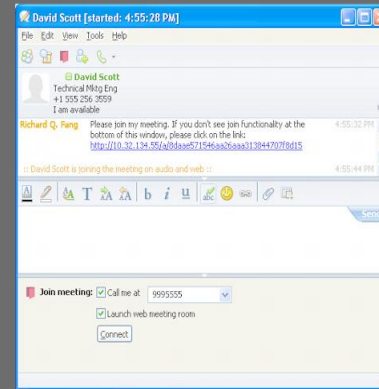 David Scott [started: 4:55:28 PM]
File Edit View Tools Help
David Scott
Technical Mktg Eng
+1 555 256 3559
I am available
Richard Q. Fang Please join my meeting. If you don't see join functionality at the 4:55:32 PM
bottom of this window, please click on the link:
http://10.32.134.55/a/8daae571546aa26aaa313844707f8d15
:: David Scott is joining the meeting on audio and web :: 4:55:44 PM
A T A A b i u abc
Send
Join meeting: Call me at 9995555
Launch web meeting room
Connect